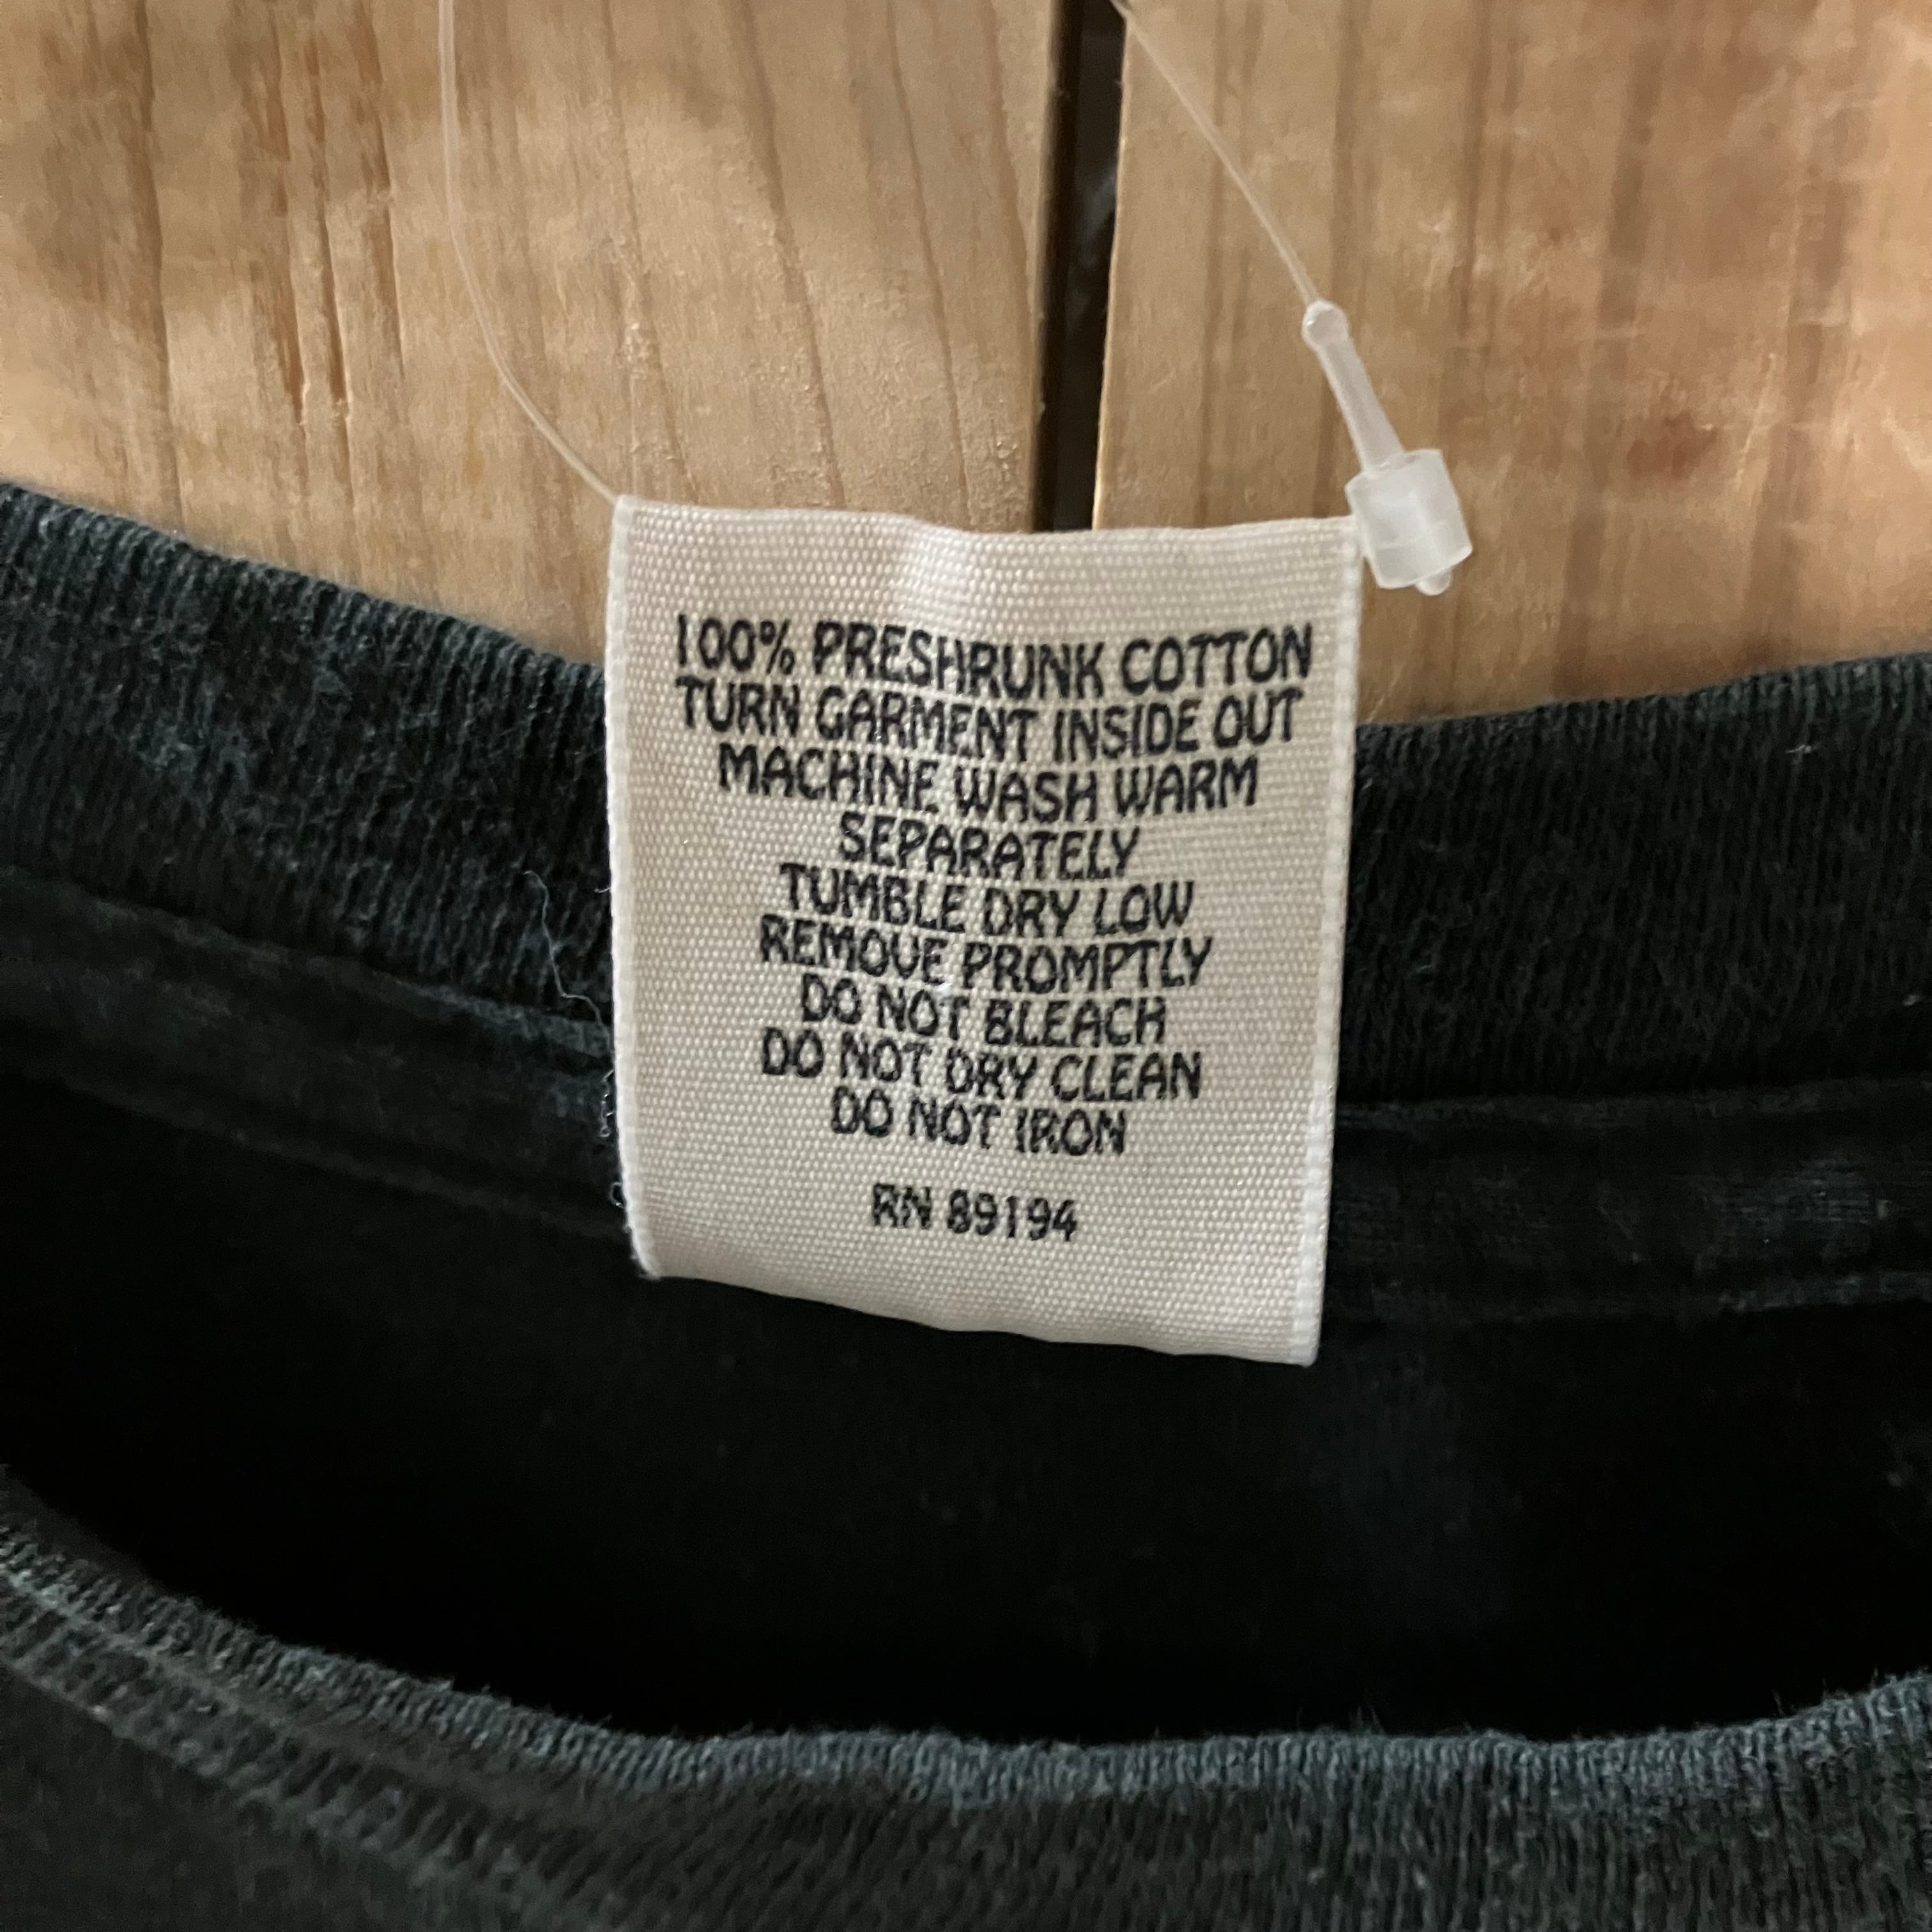 100% PRESHRUNK COTTON
TURN GARMENT INSIDE OUT
MACHINE WASH WARM
SEPARATELY
TUMBLE DRY LOW
REMOVE PROMPTLY
DO NOT BLEACH
DO NOT DRY CLEAN
DO NOT IRON
RN 89194